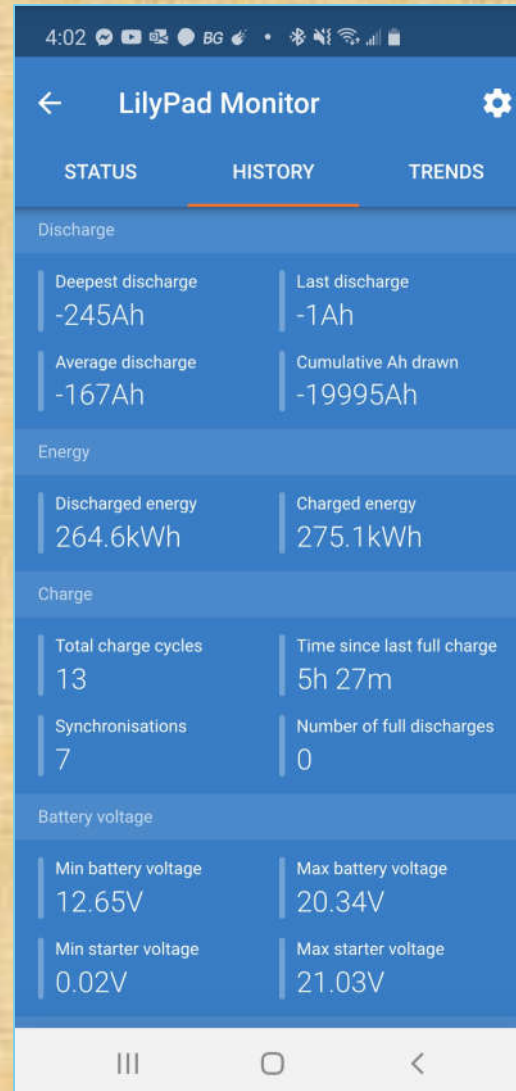 4:02 BG
LilyPad Monitor
STATUS HISTORY TRENDS
Discharge
Deepest discharge Last discharge
-245Ah -1Ah
Average discharge Cumulative Ah drawn
-167Ah -19995Ah
Energy
Discharged energy Charged energy
264.6kWh 275.1kWh
Charge
Total charge cycles Time since last full charge
13 5h 27m
Synchronisations Number of full discharges
7 0
Battery voltage
Min battery voltage Max battery voltage
12.65V 20.34V
Min starter voltage Max starter voltage
0.02V 21.03V